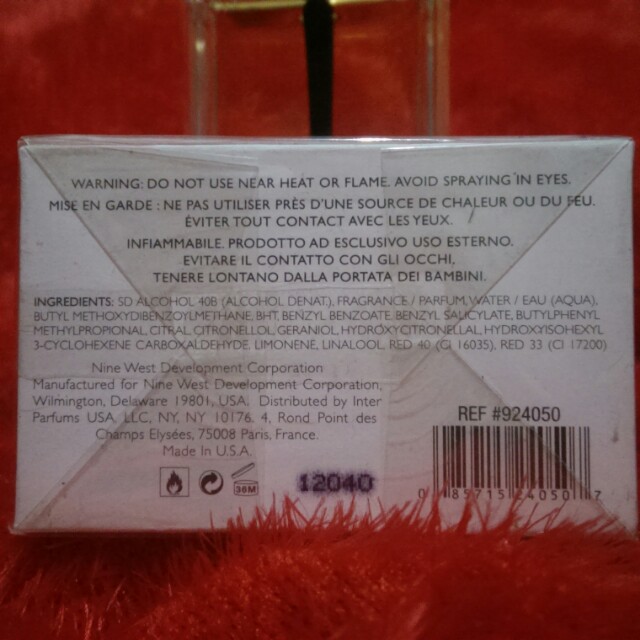 WARNING: DO NOT USE NEAR HEAT OR FLAME. AVOID SPRAYING IN EYES.
MISE EN GARDE : NE PAS UTILISER PRÈS D'UNE SOURCE DE CHALEUR OU DU FEU.
ÉVITER TOUT CONTACT AVEC LES YEUX.
INFIAMMABILE. PRODOTTO AD ESCLUSIVO USO ESTERNO.
EVITARE IL CONTATTO CON GLI OCCHI,
TENERE LONTANO DALLA PORTATA DEI BAMBINI.
INGREDIENTS: SD ALCOHOL 40B (ALCOHOL DENAT), FRAGRANCE / PARFUM, WATER / EAU (AQUA),
BUTYL METHOXYDIBENZOYLMETHANE, BHT, BENZYL BENZOATE, BENZYL SALICYLATE, BUTYLPHENYL
METHYLPROPIONAL, CITRAL, CITRONELLOL, GERANIOL, HYDROXYCITRONELLAL, HYDROXYISOHEXYL
3-CYCLOHEXENE CARBOXALDEHYDE, LIMONENE, LINALOOL, RED 40 (CI 16035), RED 33 (CI 17200)
Nine West Development Corporation
Manufactured for Nine West Development Corporation,
Wilmington, Delaware 19801, USA. Distributed by Inter
Parfums USA, LLC, NY, NY 10176. 4, Rond Point des
Champs Elysées, 75008 Paris, France.
Made In U.S.A.
36M
12040
REF #924050
0 85715 24050 7